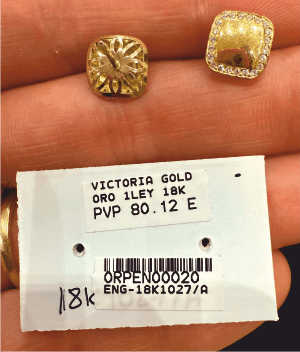 VICTORIA GOLD
ORO 1LEY 18K
PVP 80.12 E
ORPEN00020
ENG-18K1027/A
18k